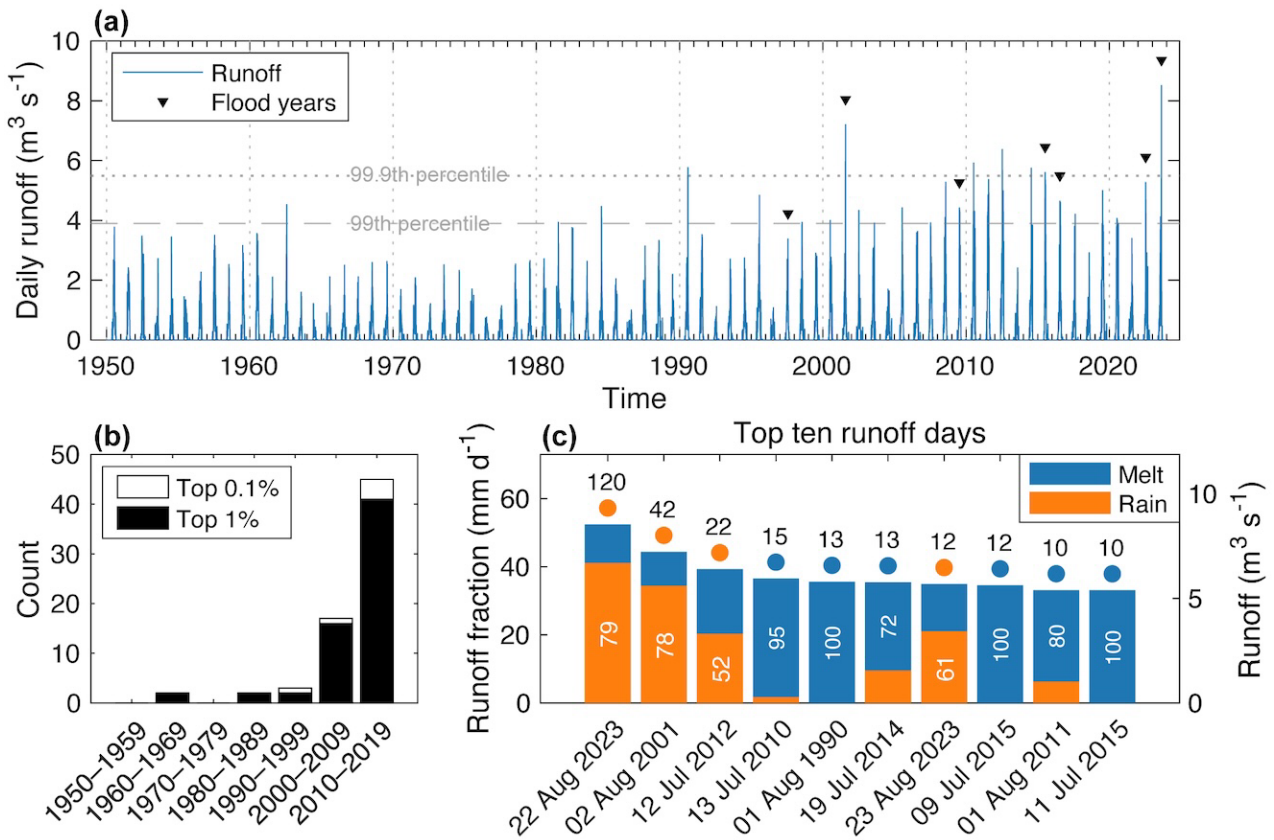 (a)
10
8
6
4
2
0
Daily runoff (m³ s⁻¹)
Runoff
Flood years
99.9th percentile
99th percentile
1950 1960 1970 1980 1990 2000 2010 2020
Time
(b)
50
40
30
20
10
0
Count
Top 0.1%
Top 1%
1950–1959
1960–1969
1970–1979
1980–1989
1990–1999
2000–2009
2010–2019
(c)
Top ten runoff days
Runoff fraction (mm d⁻¹)
60
40
20
0
Melt
Rain
120 42 22 15 13 13 12 12 10 10
79 78 52 95 100 72 61 100 80 100
10
5
0
Runoff (m³ s⁻¹)
22 Aug 2023
02 Aug 2001
12 Jul 2012
13 Jul 2010
01 Aug 1990
19 Jul 2014
23 Aug 2023
09 Jul 2015
01 Aug 2011
11 Jul 2015